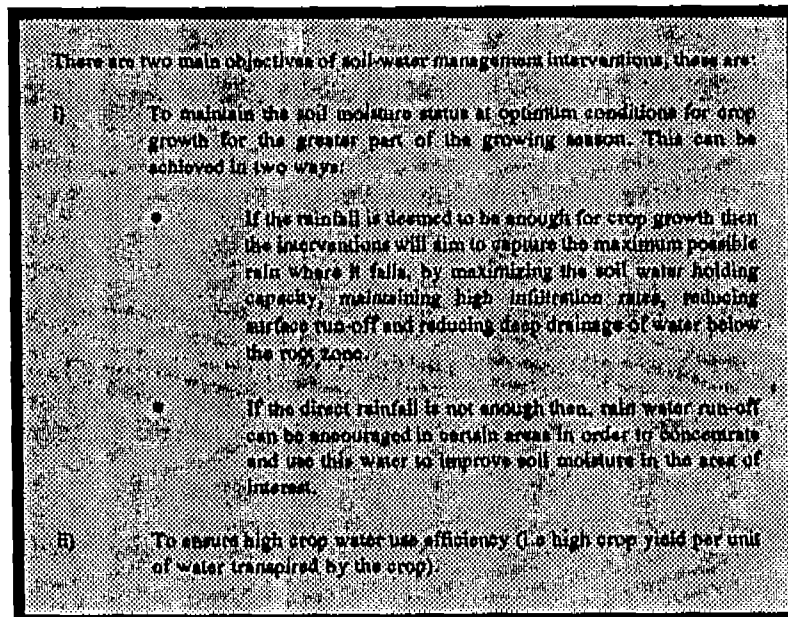 There are two main objectives of soil-water management interventions, these are:
i) To maintain the soil moisture status at optimum conditions for crop
growth for the greater part of the growing season. This can be
achieved in two ways:
• If the rainfall is deemed to be enough for crop growth then
the interventions will aim to capture the maximum possible
rain where it falls, by maximizing the soil water holding
capacity, maintaining high infiltration rates, reducing
surface run-off and reducing deep drainage of water below
the root zone.
• If the direct rainfall is not enough then, rain water run-off
can be encouraged in certain areas in order to concentrate
and use this water to improve soil moisture in the area of
interest.
ii) To ensure high crop water use efficiency (i.e high crop yield per unit
of water transpired by the crop).